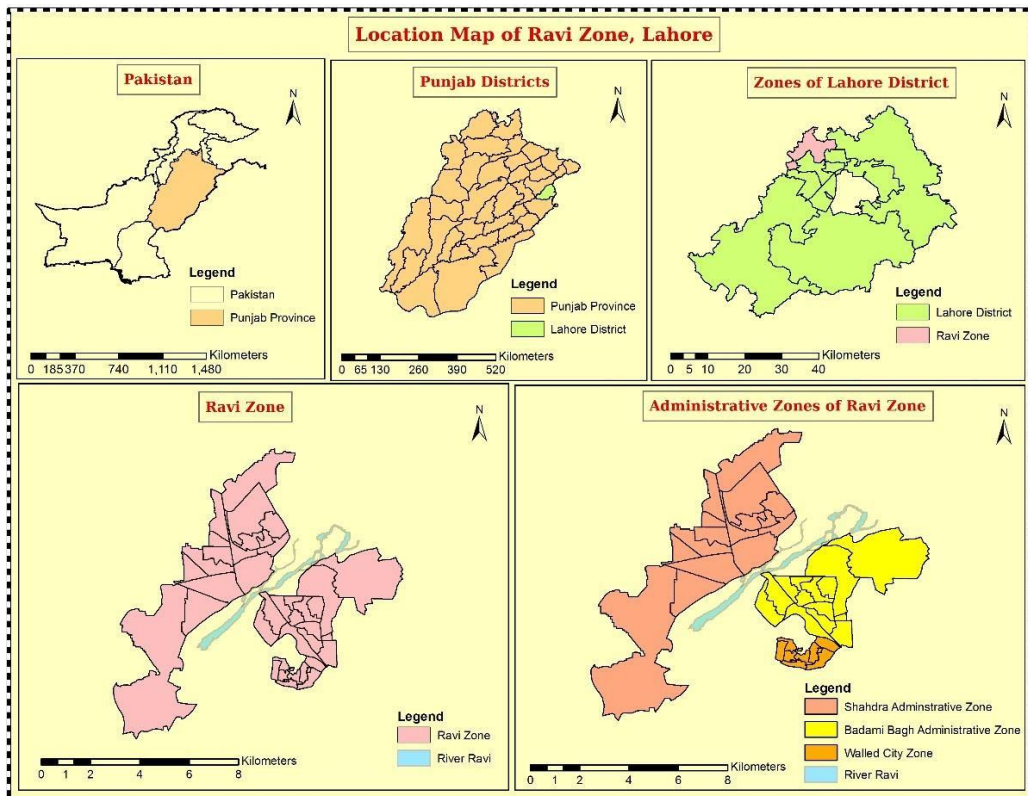 Location Map of Ravi Zone, Lahore
Pakistan
N
Legend
Pakistan
Punjab Province
Kilometers
0 185 370 740 1,110 1,480
Punjab Districts
N
Legend
Punjab Province
Lahore District
Kilometers
0 65 130 260 390 520
Zones of Lahore District
N
Legend
Lahore District
Ravi Zone
Kilometers
0 5 10 20 30 40
Ravi Zone
N
Legend
Ravi Zone
River Ravi
Kilometers
0 1 2 4 6 8
Administrative Zones of Ravi Zone
N
Legend
Shahdra Adminstrative Zone
Badami Bagh Administrative Zone
Walled City Zone
River Ravi
Kilometers
0 1 2 4 6 8